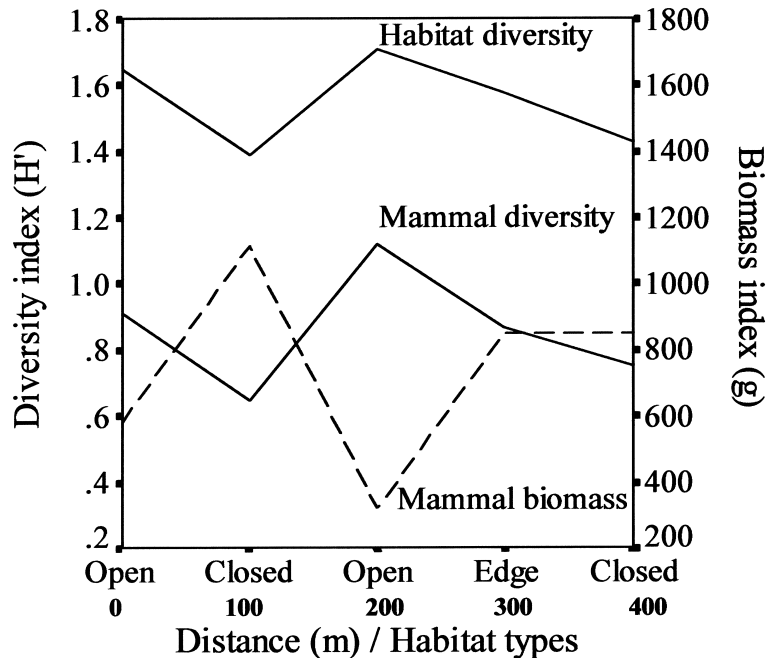 1.8
1.6
1.4
1.2
1.0
.8
.6
.4
.2
Diversity index (H')
Habitat diversity
Mammal diversity
Mammal biomass
1800
1600
1400
1200
1000
800
600
400
200
Biomass index (g)
Open Closed Open Edge Closed
0 100 200 300 400
Distance (m) / Habitat types